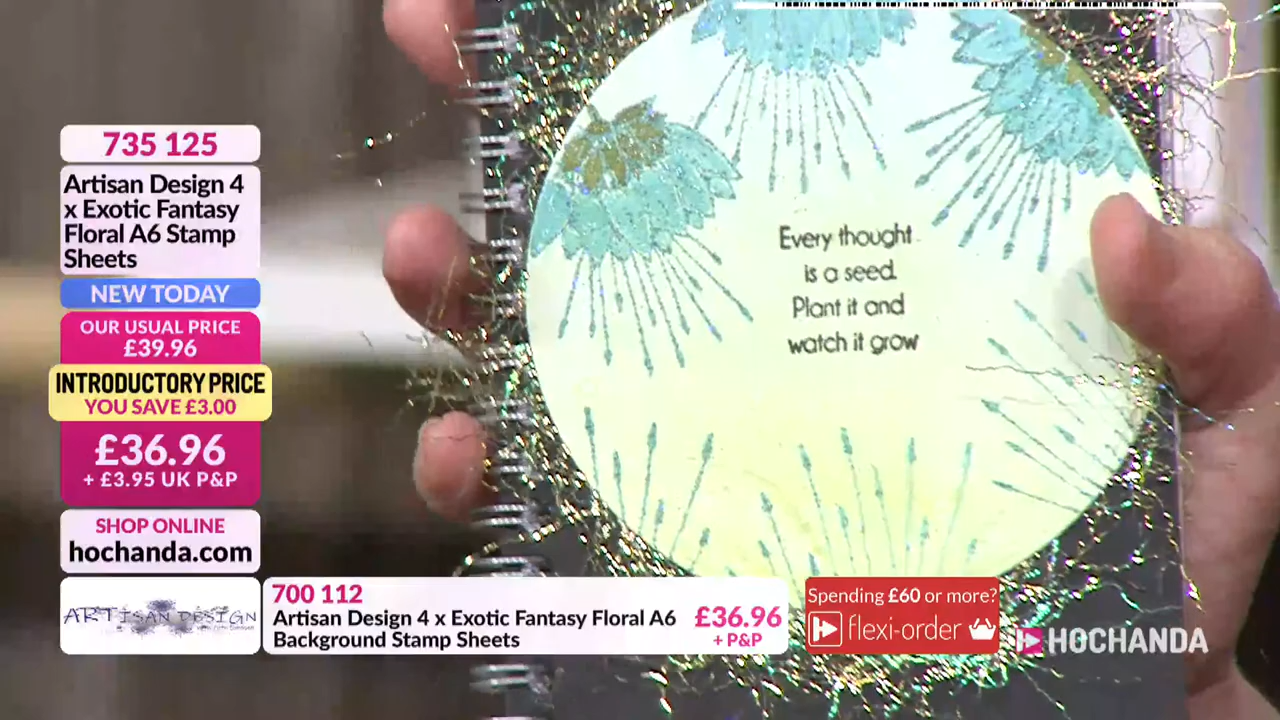 735 125
Artisan Design 4
x Exotic Fantasy
Floral A6 Stamp
Sheets
NEW TODAY
OUR USUAL PRICE
£39.96
INTRODUCTORY PRICE
YOU SAVE £3.00
£36.96
+ £3.95 UK P&P
SHOP ONLINE
hochanda.com
ARTISAN DESIGN
700 112
Artisan Design 4 x Exotic Fantasy Floral A6
Background Stamp Sheets
£36.96
+ P&P
Spending £60 or more?
flexi-order
HOCHANDA
Every thought
is a seed.
Plant it and
watch it grow